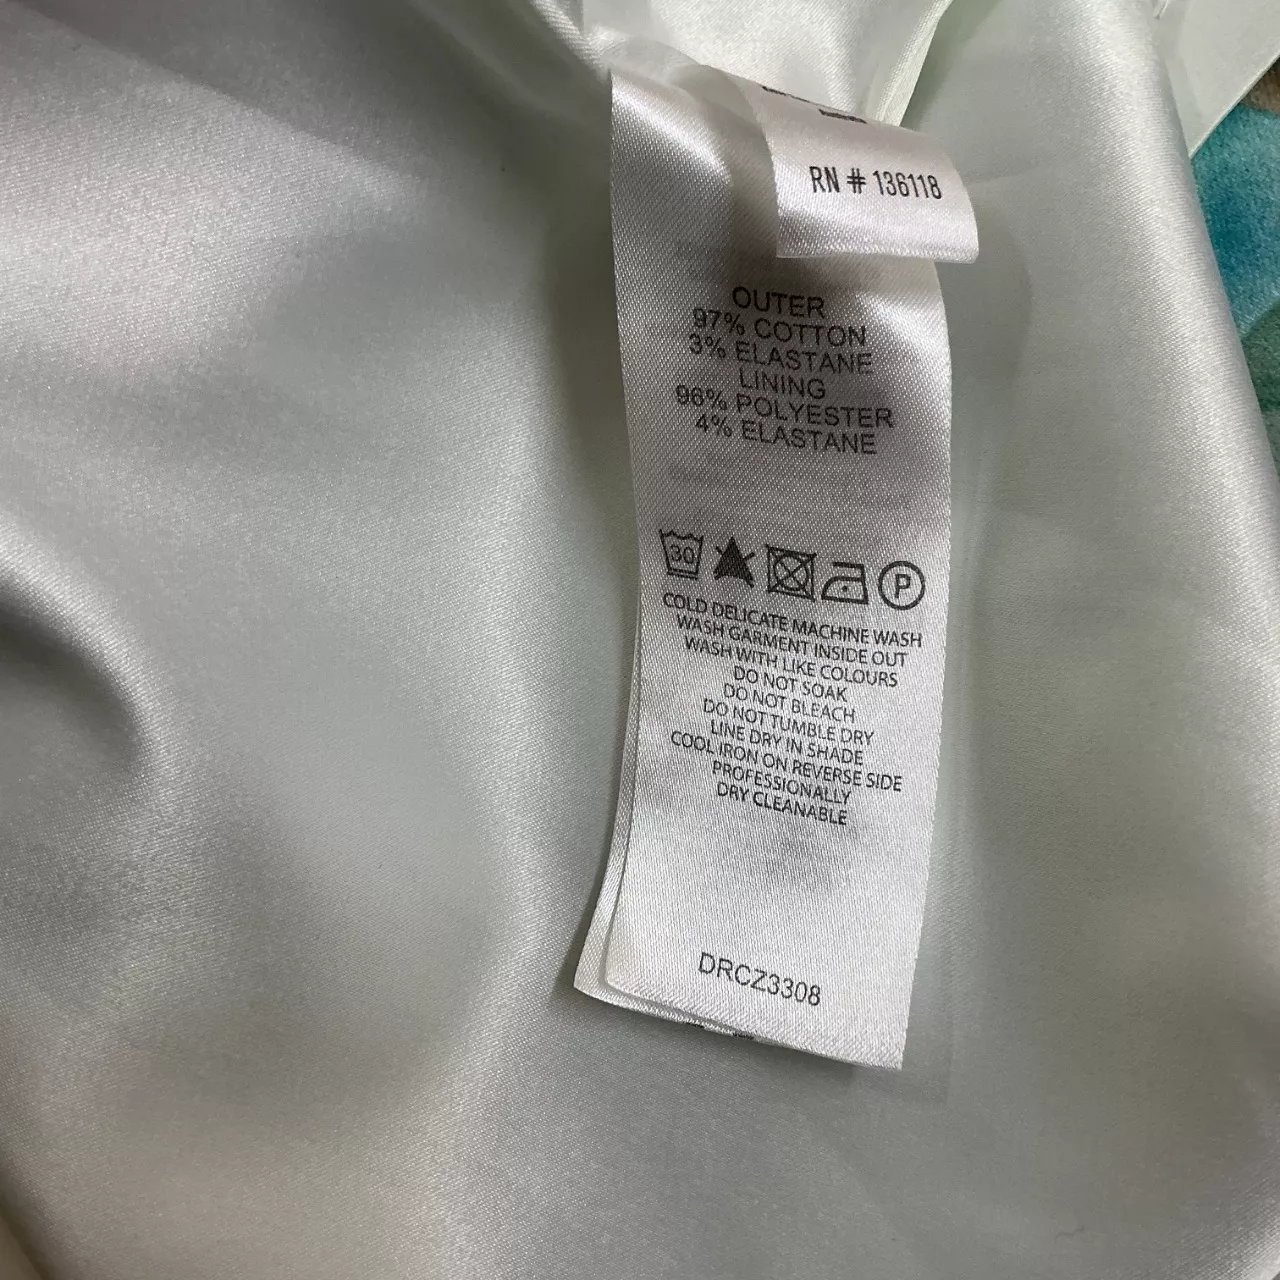 RN # 136118
OUTER
97% COTTON
3% ELASTANE
LINING
96% POLYESTER
4% ELASTANE
30
P
COLD DELICATE MACHINE WASH
WASH GARMENT INSIDE OUT
WASH WITH LIKE COLOURS
DO NOT SOAK
DO NOT BLEACH
DO NOT TUMBLE DRY
LINE DRY IN SHADE
COOL IRON ON REVERSE SIDE
PROFESSIONALLY
DRY CLEANABLE
DRCZ3308